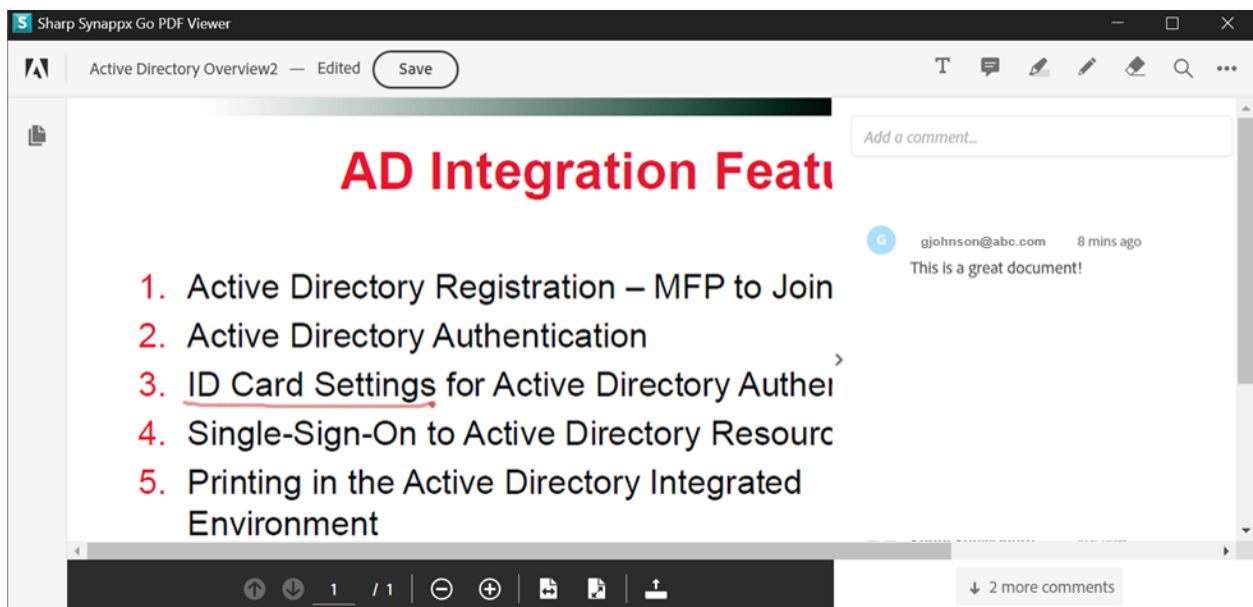 S Sharp Synappx Go PDF Viewer
Active Directory Overview2 — Edited Save
T
Add a comment...
AD Integration Featu
G gjohnson@abc.com 8 mins ago
This is a great document!
1. Active Directory Registration – MFP to Join
2. Active Directory Authentication
3. ID Card Settings for Active Directory Auther
4. Single-Sign-On to Active Directory Resourc
5. Printing in the Active Directory Integrated
Environment
1 / 1
↓ 2 more comments